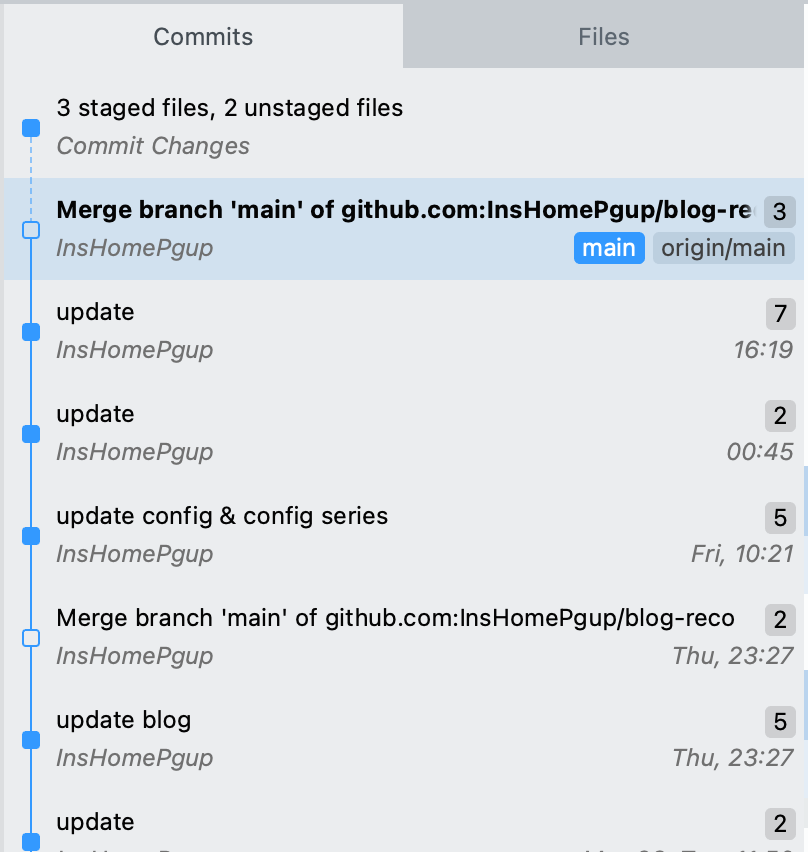 Commits
Files
3 staged files, 2 unstaged files
Commit Changes
Merge branch 'main' of github.com:InsHomePgup/blog-re
3
InsHomePgup
main
origin/main
update
7
InsHomePgup
16:19
update
2
InsHomePgup
00:45
update config & config series
5
InsHomePgup
Fri, 10:21
Merge branch 'main' of github.com:InsHomePgup/blog-reco
2
InsHomePgup
Thu, 23:27
update blog
5
InsHomePgup
Thu, 23:27
update
2